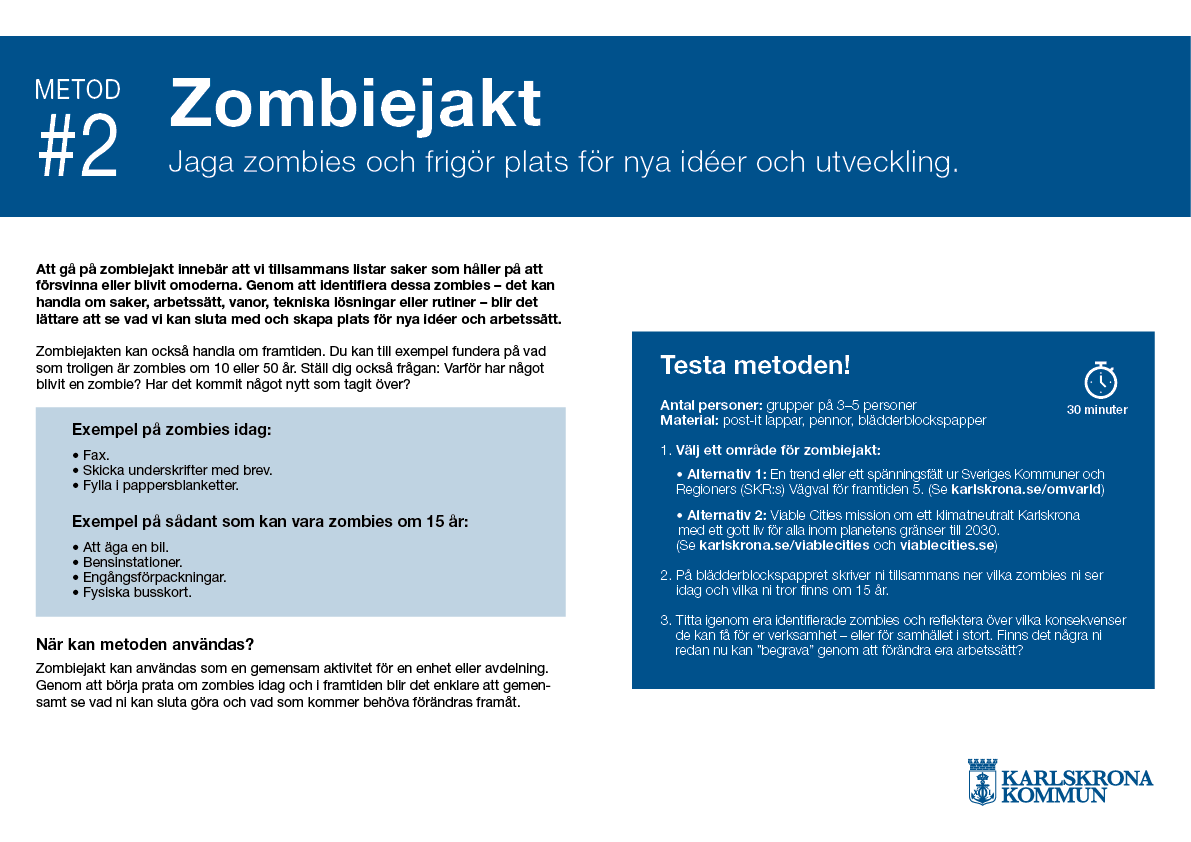 METOD
#2
Zombiejakt
Jaga zombies och frigör plats för nya idéer och utveckling.
Att gå på zombiejakt innebär att vi tillsammans listar saker som håller på att
försvinna eller blivit omoderna. Genom att identifiera dessa zombies – det kan
handla om saker, arbetssätt, vanor, tekniska lösningar eller rutiner – blir det
lättare att se vad vi kan sluta med och skapa plats för nya idéer och arbetssätt.
Zombiejakten kan också handla om framtiden. Du kan till exempel fundera på vad
som troligen är zombies om 10 eller 50 år. Ställ dig också frågan: Varför har något
blivit en zombie? Har det kommit något nytt som tagit över?
Exempel på zombies idag:
• Fax.
• Skicka underskrifter med brev.
• Fylla i pappersblanketter.
Exempel på sådant som kan vara zombies om 15 år:
• Att äga en bil.
• Bensinstationer.
• Engångsförpackningar.
• Fysiska busskort.
När kan metoden användas?
Zombiejakt kan användas som en gemensam aktivitet för en enhet eller avdelning.
Genom att börja prata om zombies idag och i framtiden blir det enklare att gemen-
samt se vad ni kan sluta göra och vad som kommer behöva förändras framåt.
Testa metoden!
30 minuter
Antal personer: grupper på 3–5 personer
Material: post-it lappar, pennor, blädderblockspapper
1. Välj ett område för zombiejakt:
• Alternativ 1: En trend eller ett spänningsfält ur Sveriges Kommuner och
Regioners (SKR:s) Vägval för framtiden 5. (Se karlskrona.se/omvarld)
• Alternativ 2: Viable Cities mission om ett klimatneutralt Karlskrona
med ett gott liv för alla inom planetens gränser till 2030.
(Se karlskrona.se/viablecities och viablecities.se)
2. På blädderblockspappret skriver ni tillsammans ner vilka zombies ni ser
idag och vilka ni tror finns om 15 år.
3. Titta igenom era identifierade zombies och reflektera över vilka konsekvenser
de kan få för er verksamhet – eller för samhället i stort. Finns det några ni
redan nu kan ”begrava” genom att förändra era arbetssätt?
KARLSKRONA
KOMMUN